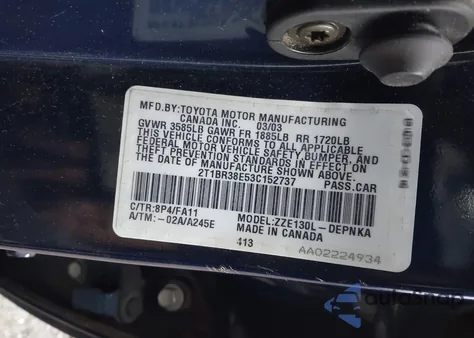 MFD.BY:TOYOTA MOTOR MANUFACTURING
CANADA INC. 03/03
GVWR 3585LB GAWR FR 1885LB RR 1720LB
THIS VEHICLE CONFORMS TO ALL APPLICABLE
FEDERAL MOTOR VEHICLE SAFETY,BUMPER, AND
THEFT PREVENTION STANDARDS IN EFFECT ON
THE DATE OF MANUFACTURE SHOWN ABOVE.
2T1BR38E53C152737 PASS.CAR
C/TR:8P4/FA11 MODEL:ZZE130L-DEPNKA
A/TM:-02A/A245E MADE IN CANADA
413
AA02224934
AutoSnap